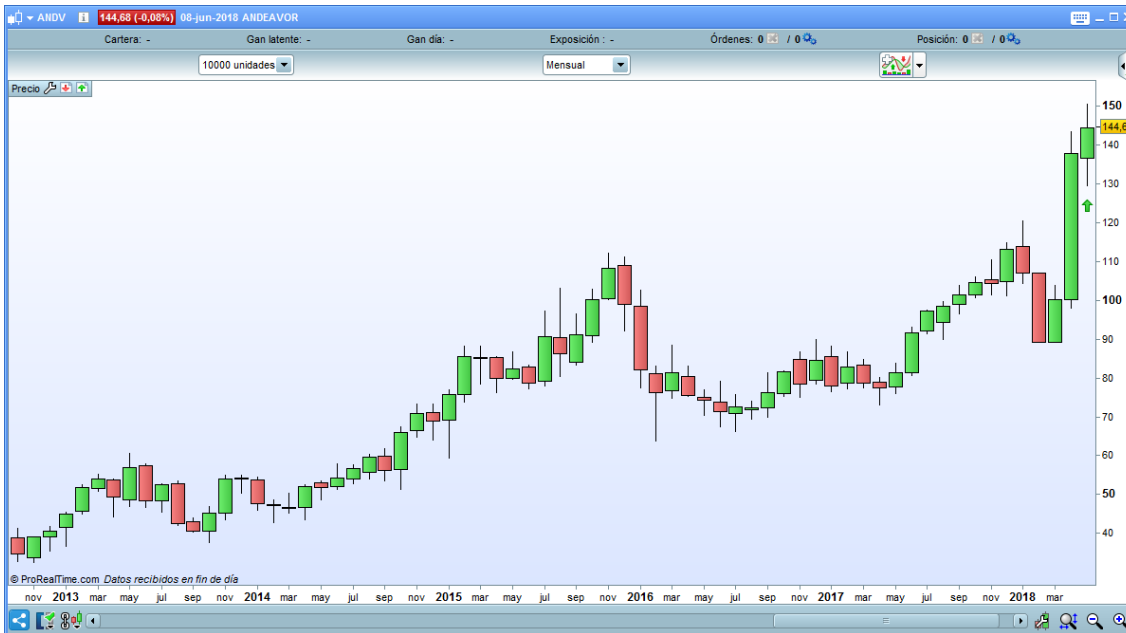 ANDV 144,68 (-0,08%) 08-jun-2018 ANDEAVOR
Cartera: - Gan latente: - Gan día: - Exposición : - Órdenes: 0 / 0 Posición: 0 / 0
10000 unidades Mensual
Precio
150
144,6
140
130
120
110
100
90
80
70
60
50
40
© ProRealTime.com Datos recibidos en fin de día
nov 2013 mar may jul sep nov 2014 mar may jul sep nov 2015 mar may jul sep nov 2016 mar may jul sep nov 2017 mar may jul sep nov 2018 mar